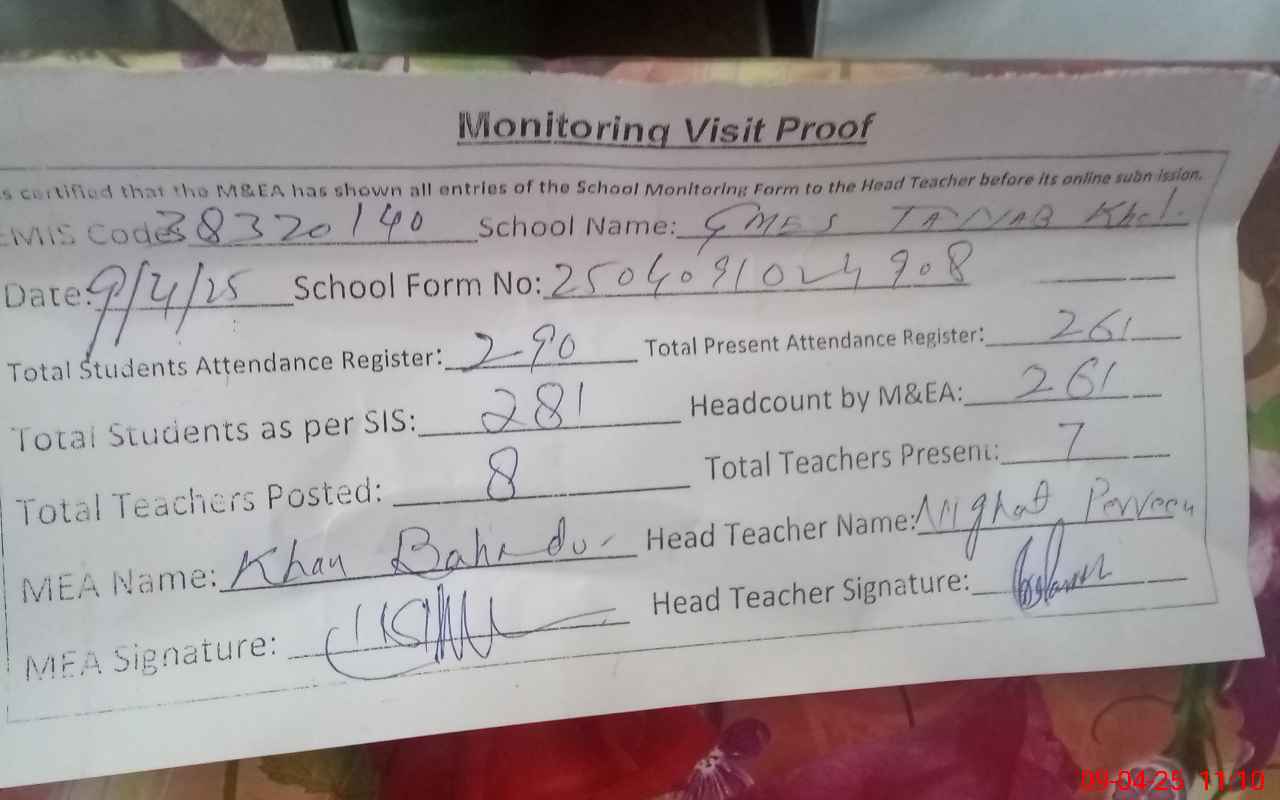 Monitoring Visit Proof
s certified that the M&EA has shown all entries of the School Monitoring Form to the Head Teacher before its online submission.
EMIS Code: 38320140 School Name: GMES TANAB Khel.
Date: 9/4/25 School Form No: 2504091024908
Total Students Attendance Register: 290 Total Present Attendance Register: 261
Total Students as per SIS: 281 Headcount by M&EA: 261
Total Teachers Posted: 8 Total Teachers Present: 7
MEA Name: Khan Bahadur Head Teacher Name: Nighat Perveen
MEA Signature: Head Teacher Signature:
09-04-25 11:10